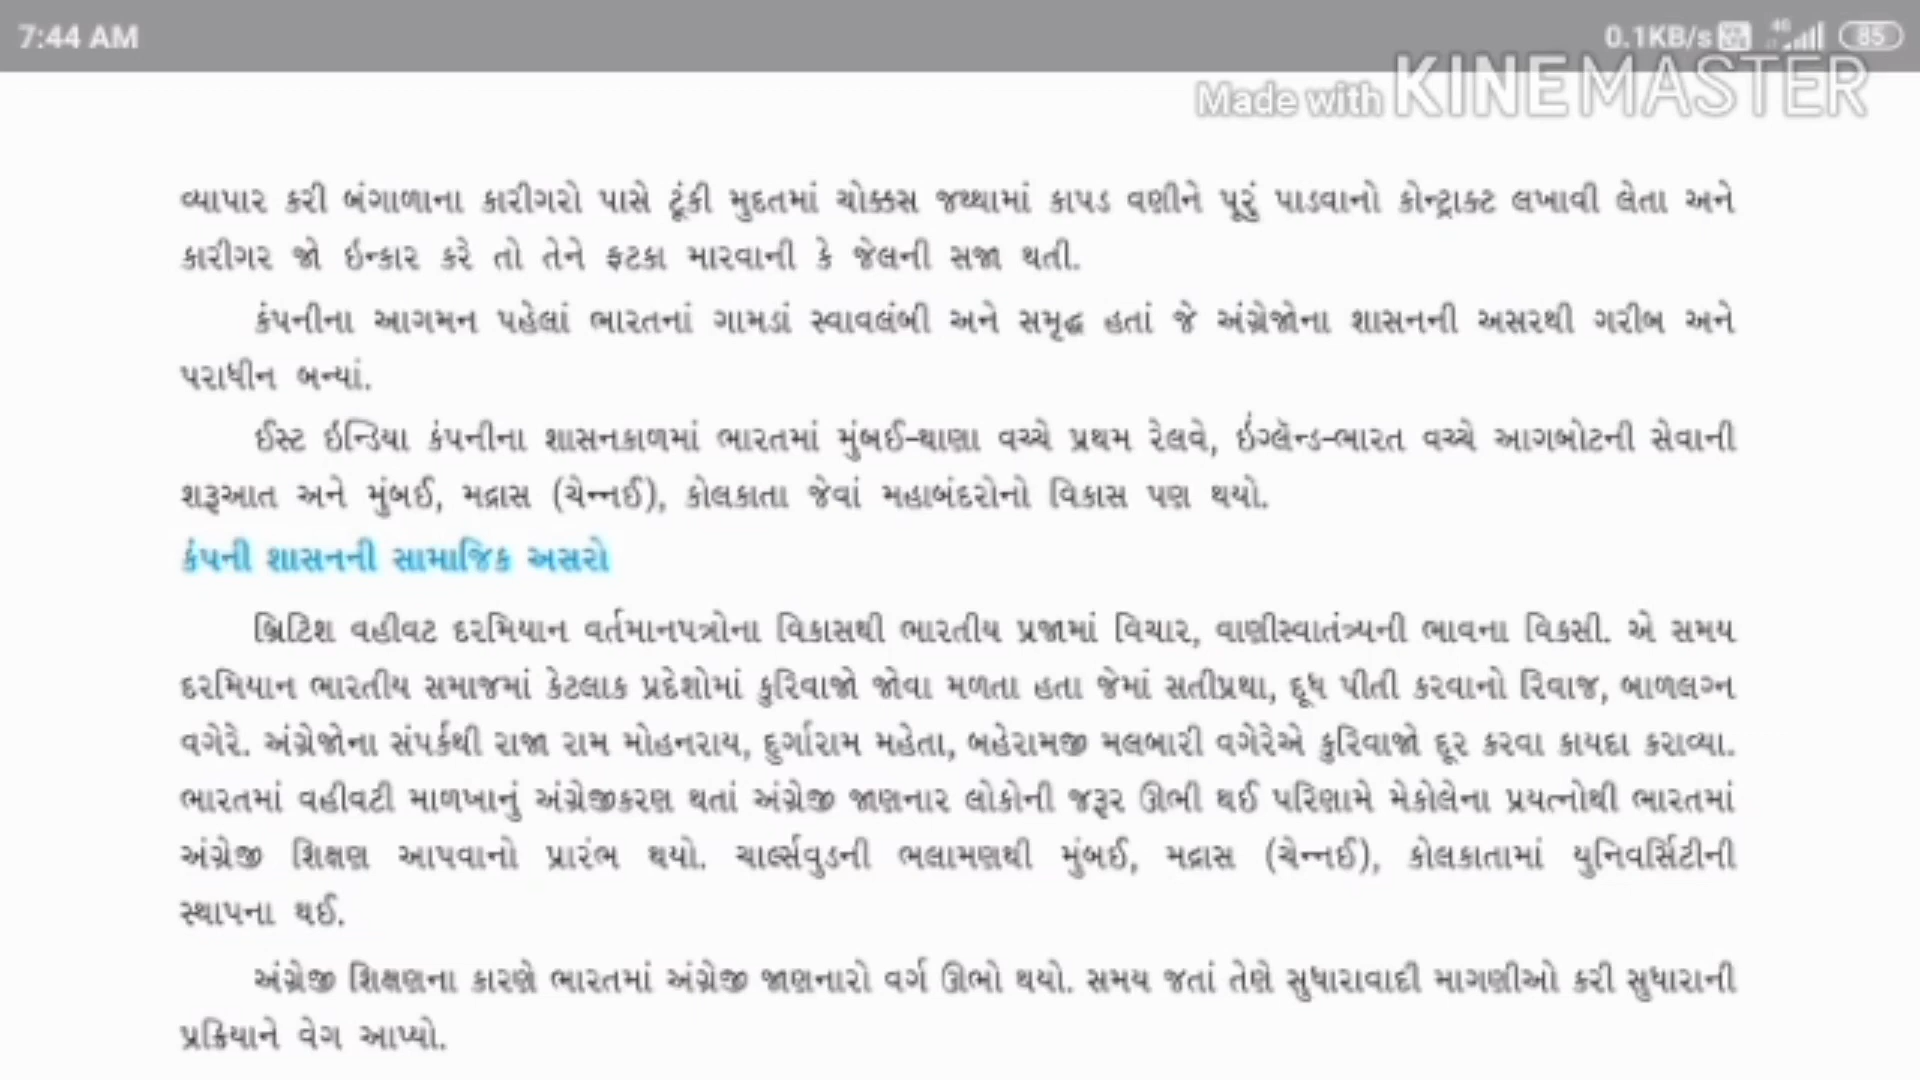 7:44 AM
0.1KB/s 4G 85
Made with KINEMASTER
વ્યાપાર કરી બંગાળાના કારીગરો પાસે ટૂંકી મુદતમાં ચોક્કસ જથ્થામાં કાપડ વણીને પૂરું પાડવાનો કોન્ટ્રાક્ટ લખાવી લેતા અને
કારીગર જો ઇન્કાર કરે તો તેને ફટકા મારવાની કે જેલની સજા થતી.
કંપનીના આગમન પહેલાં ભારતનાં ગામડાં સ્વાવલંબી અને સમૃદ્ધ હતાં જે અંગ્રેજોના શાસનની અસરથી ગરીબ અને
પરાધીન બન્યાં.
ઈસ્ટ ઇન્ડિયા કંપનીના શાસનકાળમાં ભારતમાં મુંબઈ-થાણા વચ્ચે પ્રથમ રેલવે, ઇંગ્લૅન્ડ-ભારત વચ્ચે આગબોટની સેવાની
શરૂઆત અને મુંબઈ, મદ્રાસ (ચેન્નઈ), કોલકાતા જેવાં મહાબંદરોનો વિકાસ પણ થયો.
કંપની શાસનની સામાજિક અસરો
બ્રિટિશ વહીવટ દરમિયાન વર્તમાનપત્રોના વિકાસથી ભારતીય પ્રજામાં વિચાર, વાણીસ્વાતંત્ર્યની ભાવના વિકસી. એ સમય
દરમિયાન ભારતીય સમાજમાં કેટલાક પ્રદેશોમાં કુરિવાજો જોવા મળતા હતા જેમાં સતીપ્રથા, દૂધ પીતી કરવાનો રિવાજ, બાળલગ્ન
વગેરે. અંગ્રેજોના સંપર્કથી રાજા રામ મોહનરાય, દુર્ગારામ મહેતા, બહેરામજી મલબારી વગેરેએ કુરિવાજો દૂર કરવા કાયદા કરાવ્યા.
ભારતમાં વહીવટી માળખાનું અંગ્રેજીકરણ થતાં અંગ્રેજી જાણનાર લોકોની જરૂર ઊભી થઈ પરિણામે મેકોલેના પ્રયત્નોથી ભારતમાં
અંગ્રેજી શિક્ષણ આપવાનો પ્રારંભ થયો. ચાર્લ્સવુડની ભલામણથી મુંબઈ, મદ્રાસ (ચેન્નઈ), કોલકાતામાં યુનિવર્સિટીની
સ્થાપના થઈ.
અંગ્રેજી શિક્ષણના કારણે ભારતમાં અંગ્રેજી જાણનારો વર્ગ ઊભો થયો. સમય જતાં તેણે સુધારાવાદી માગણીઓ કરી સુધારાની
પ્રક્રિયાને વેગ આપ્યો.